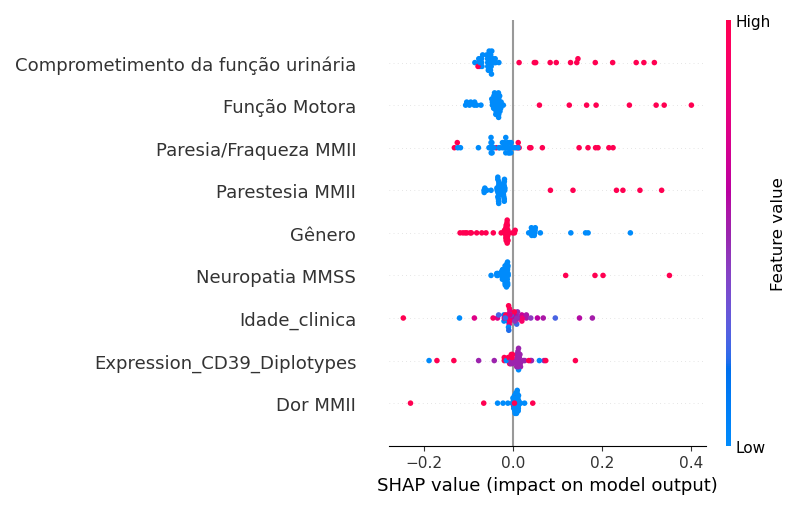 High
Comprometimento da função urinária
Função Motora
Paresia/Fraqueza MMII
Parestesia MMII
Gênero
Neuropatia MMSS
Idade_clinica
Expression_CD39_Diplotypes
Dor MMII
Feature value
Low
−0.2 0.0 0.2 0.4
SHAP value (impact on model output)